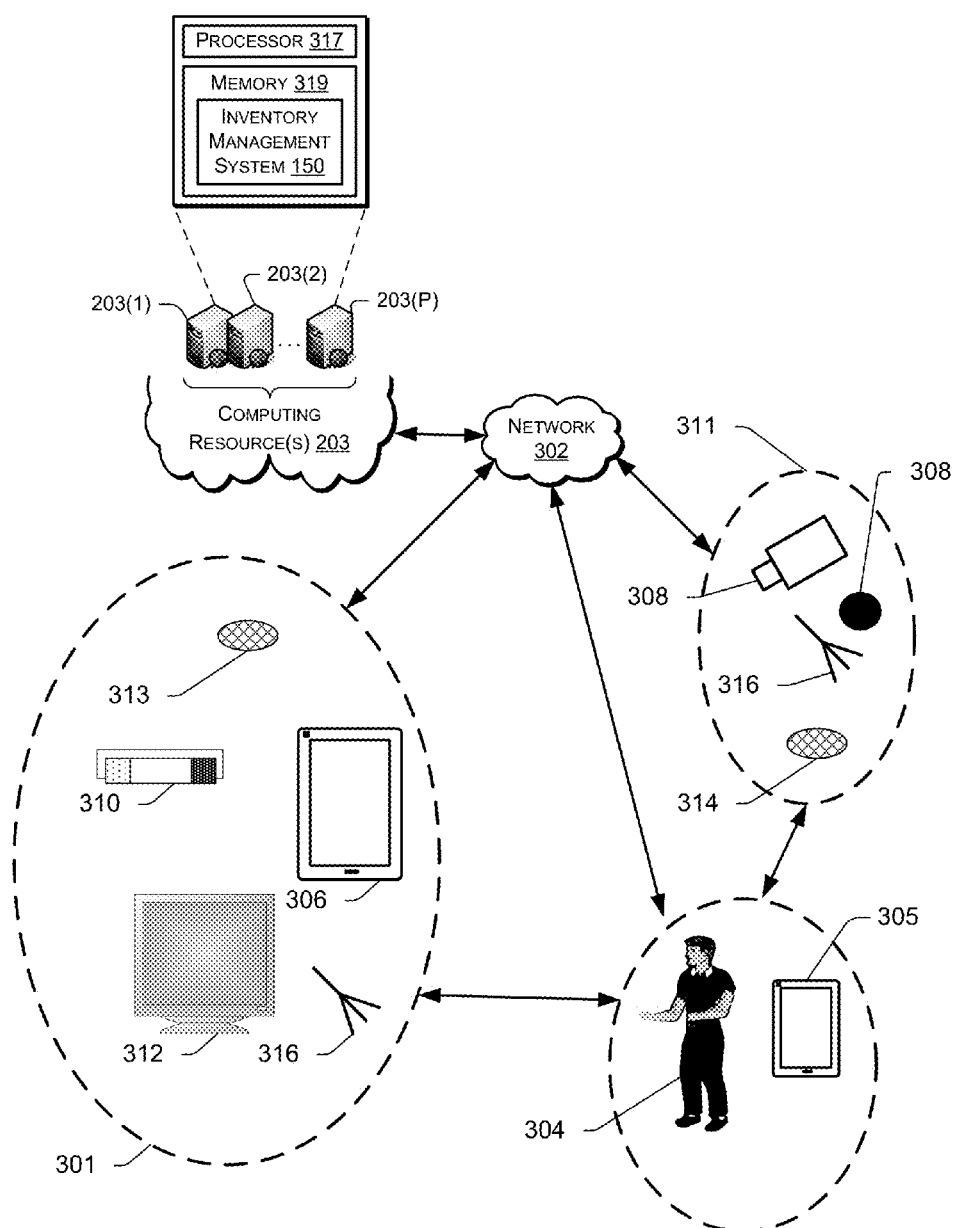 PROCESSOR 317
MEMORY 319
INVENTORY
MANAGEMENT
SYSTEM 150
203(2)
203(1)
203(P)
...
COMPUTING
RESOURCE(S) 203
NETWORK
302
311
308
308
316
314
313
310
306
312
316
301
305
304